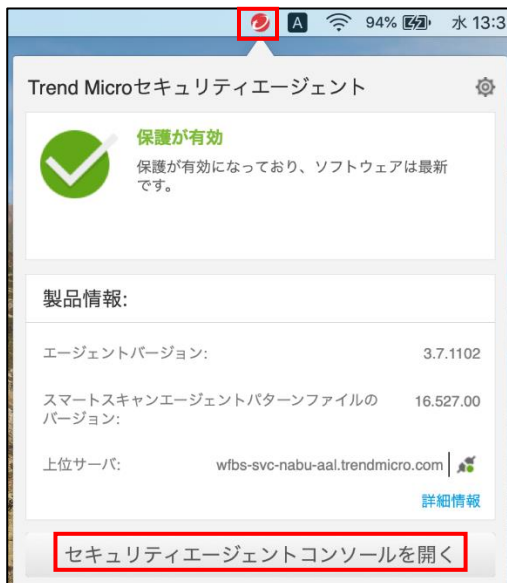 A 94% 水 13:3
Trend Microセキュリティエージェント
保護が有効
保護が有効になっており、ソフトウェアは最新
です。
製品情報:
エージェントバージョン: 3.7.1102
スマートスキャンエージェントパターンファイルの 16.527.00
バージョン:
上位サーバ: wfbs-svc-nabu-aal.trendmicro.com
詳細情報
セキュリティエージェントコンソールを開く